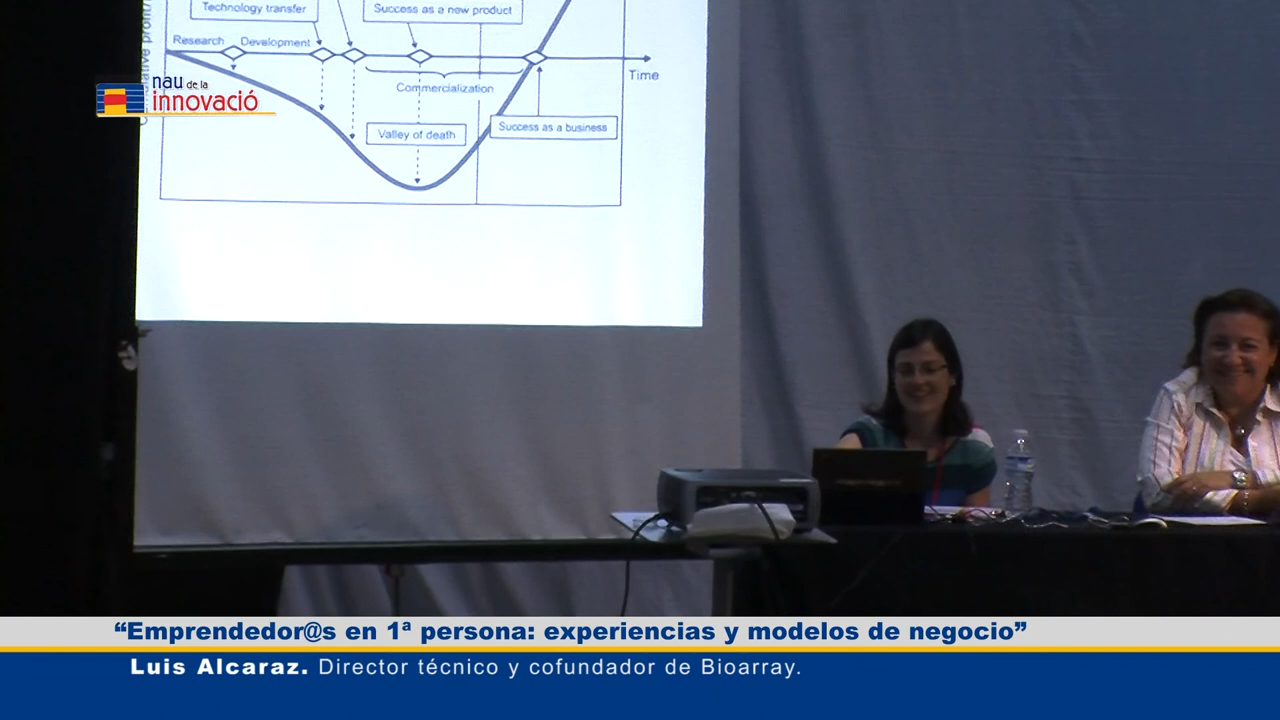 Technology transfer
Success as a new product
Research
Development
Time
Commercialization
Valley of death
Success as a business
nau de la
innovació
“Emprendedor@s en 1ª persona: experiencias y modelos de negocio”
Luis Alcaraz. Director técnico y cofundador de Bioarray.